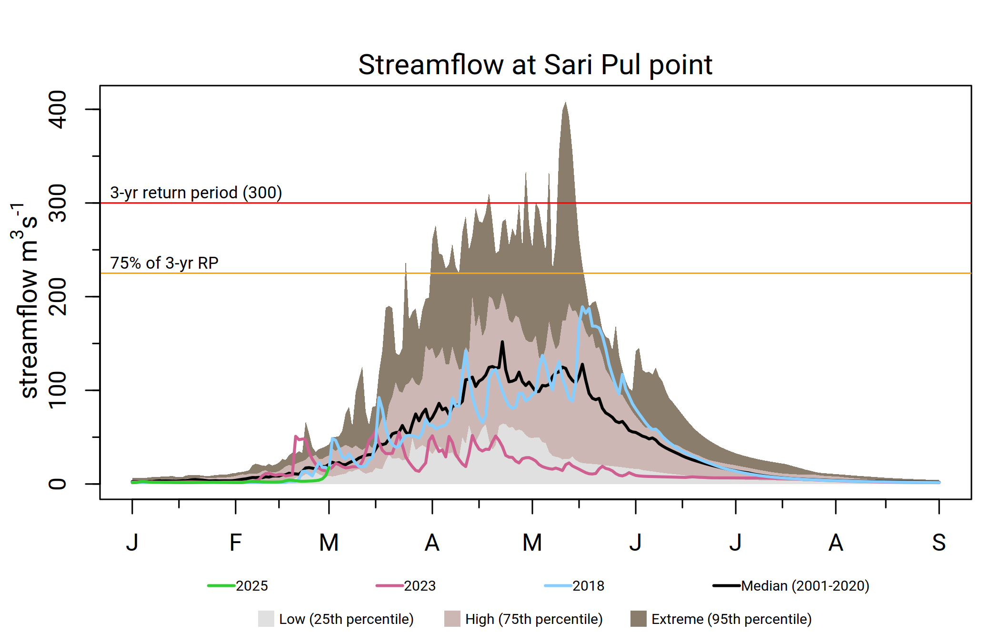 Streamflow at Sari Pul point
streamflow m³s⁻¹
400
300
200
100
0
3-yr return period (300)
75% of 3-yr RP
J F M A M J J A S
2025 2023 2018 Median (2001-2020)
Low (25th percentile) High (75th percentile) Extreme (95th percentile)